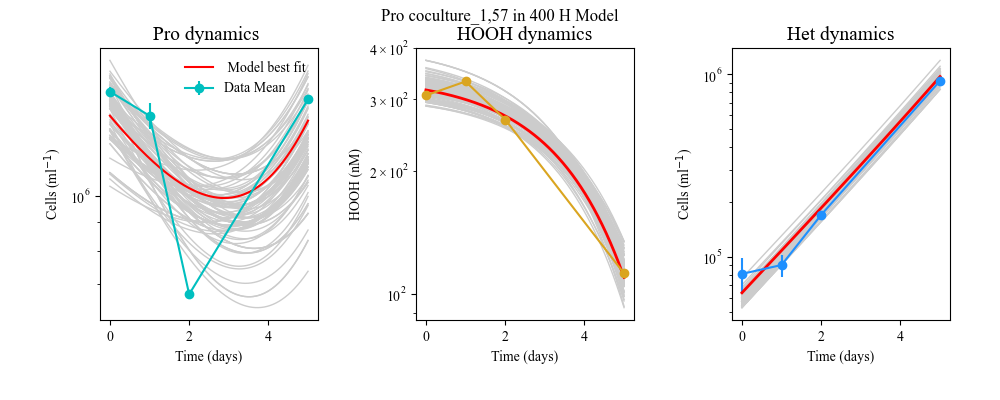 Pro coculture_1,57 in 400 H Model
Pro dynamics
HOOH dynamics
Het dynamics
Model best fit
Data Mean
Cells (ml⁻¹)
10⁶
0
2
4
Time (days)
HOOH (nM)
4 × 10²
3 × 10²
2 × 10²
10²
0
2
4
Time (days)
Cells (ml⁻¹)
10⁶
10⁵
0
2
4
Time (days)